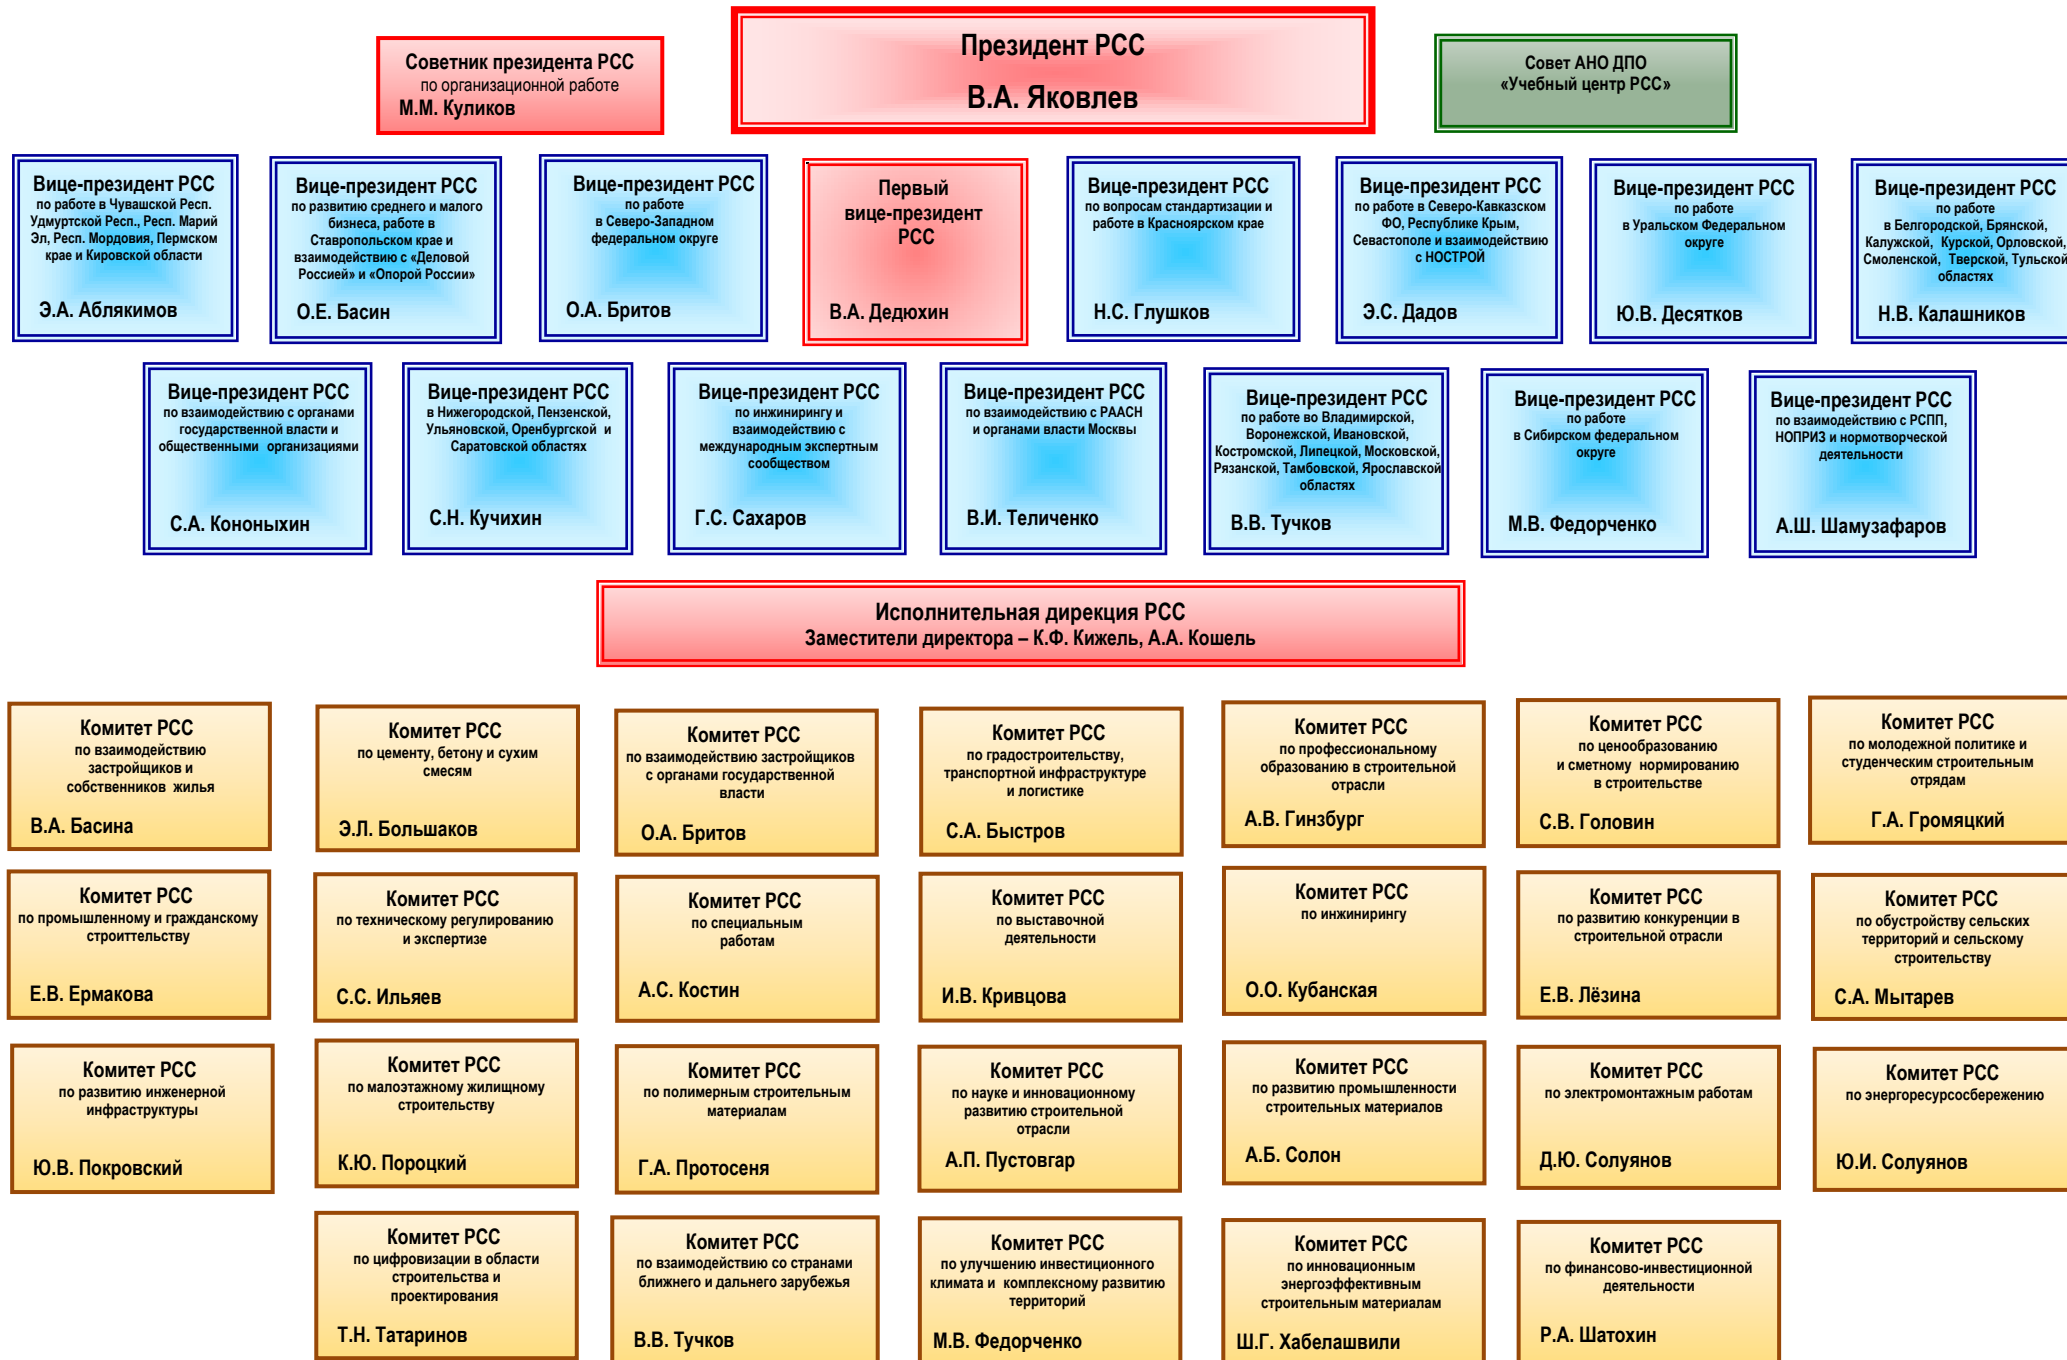 Советник президента РСС
по организационной работе
М.М. Куликов
Президент РСС
В.А. Яковлев
Совет АНО ДПО
«Учебный центр РСС»
Вице-президент РСС
по работе в Чувашской Респ.
Удмуртской Респ., Респ. Марий
Эл, Респ. Мордовия, Пермском
крае и Кировской области
Э.А. Аблякимов
Вице-президент РСС
по развитию среднего и малого
бизнеса, работе в
Ставропольском крае и
взаимодействию с «Деловой
Россией» и «Опорой России»
О.Е. Басин
Вице-президент РСС
по работе
в Северо-Западном
федеральном округе
О.А. Бритов
Первый
вице-президент
РСС
В.А. Дедюхин
Вице-президент РСС
по вопросам стандартизации и
работе в Красноярском крае
Н.С. Глушков
Вице-президент РСС
по работе в Северо-Кавказском
ФО, Республике Крым,
Севастополе и взаимодействию
с НОСТРОЙ
Э.С. Дадов
Вице-президент РСС
по работе
в Уральском Федеральном
округе
Ю.В. Десятков
Вице-президент РСС
по работе
в Белгородской, Брянской,
Калужской, Курской, Орловской,
Смоленской, Тверской, Тульской
областях
Н.В. Калашников
Вице-президент РСС
по взаимодействию с органами
государственной власти и
общественными организациями
С.А. Кононыхин
Вице-президент РСС
в Нижегородской, Пензенской,
Ульяновской, Оренбургской и
Саратовской областях
С.Н. Кучихин
Вице-президент РСС
по инжинирингу и
взаимодействию с
международным экспертным
сообществом
Г.С. Сахаров
Вице-президент РСС
по взаимодействию с РААСН
и органами власти Москвы
В.И. Теличенко
Вице-президент РСС
по работе во Владимирской,
Воронежской, Ивановской,
Костромской, Липецкой, Московской,
Рязанской, Тамбовской, Ярославской
областях
В.В. Тучков
Вице-президент РСС
по работе
в Сибирском федеральном
округе
М.В. Федорченко
Вице-президент РСС
по взаимодействию с РСПП,
НОПРИЗ и нормотворческой
деятельности
А.Ш. Шамузафаров
Исполнительная дирекция РСС
Заместители директора – К.Ф. Кижель, А.А. Кошель
Комитет РСС
по взаимодействию
застройщиков и
собственников жилья
В.А. Басина
Комитет РСС
по цементу, бетону и сухим
смесям
Э.Л. Большаков
Комитет РСС
по взаимодействию застройщиков
с органами государственной
власти
О.А. Бритов
Комитет РСС
по градостроительству,
транспортной инфраструктуре
и логистике
С.А. Быстров
Комитет РСС
по профессиональному
образованию в строительной
отрасли
А.В. Гинзбург
Комитет РСС
по ценообразованию
и сметному нормированию
в строительстве
С.В. Головин
Комитет РСС
по молодежной политике и
студенческим строительным
отрядам
Г.А. Громяцкий
Комитет РСС
по промышленному и гражданскому
строиттельству
Е.В. Ермакова
Комитет РСС
по техническому регулированию
и экспертизе
С.С. Ильяев
Комитет РСС
по специальным
работам
А.С. Костин
Комитет РСС
по выставочной
деятельности
И.В. Кривцова
Комитет РСС
по инжинирингу
О.О. Кубанская
Комитет РСС
по развитию конкуренции в
строительной отрасли
Е.В. Лёзина
Комитет РСС
по обустройству сельских
территорий и сельскому
строительству
С.А. Мытарев
Комитет РСС
по развитию инженерной
инфраструктуры
Ю.В. Покровский
Комитет РСС
по малоэтажному жилищному
строительству
К.Ю. Пороцкий
Комитет РСС
по полимерным строительным
материалам
Г.А. Протосеня
Комитет РСС
по науке и инновационному
развитию строительной
отрасли
А.П. Пустовгар
Комитет РСС
по развитию промышленности
строительных материалов
А.Б. Солон
Комитет РСС
по электромонтажным работам
Д.Ю. Солуянов
Комитет РСС
по энергоресурсосбережению
Ю.И. Солуянов
Комитет РСС
по цифровизации в области
строительства и
проектирования
Т.Н. Татаринов
Комитет РСС
по взаимодействию со странами
ближнего и дальнего зарубежья
В.В. Тучков
Комитет РСС
по улучшению инвестиционного
климата и комплексному развитию
территорий
М.В. Федорченко
Комитет РСС
по инновационным
энергоэффективным
строительным материалам
Ш.Г. Хабелашвили
Комитет РСС
по финансово-инвестиционной
деятельности
Р.А. Шатохин